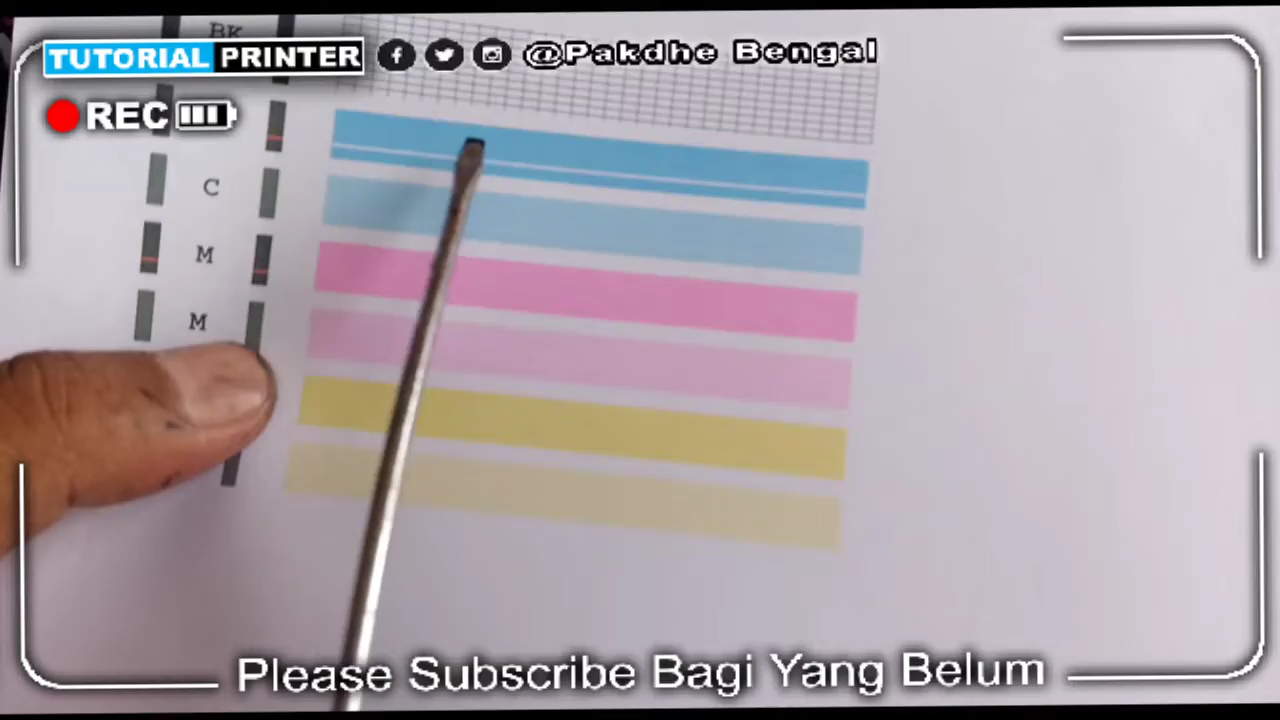 BK
TUTORIAL PRINTER
@Pakdhe Bengal
REC
C
M
M
Please Subscribe Bagi Yang Belum